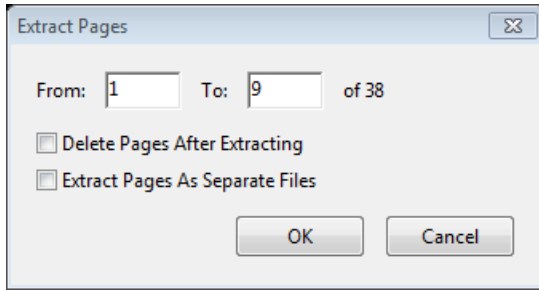 Extract Pages
From: 1 To: 9 of 38
Delete Pages After Extracting
Extract Pages As Separate Files
OK Cancel